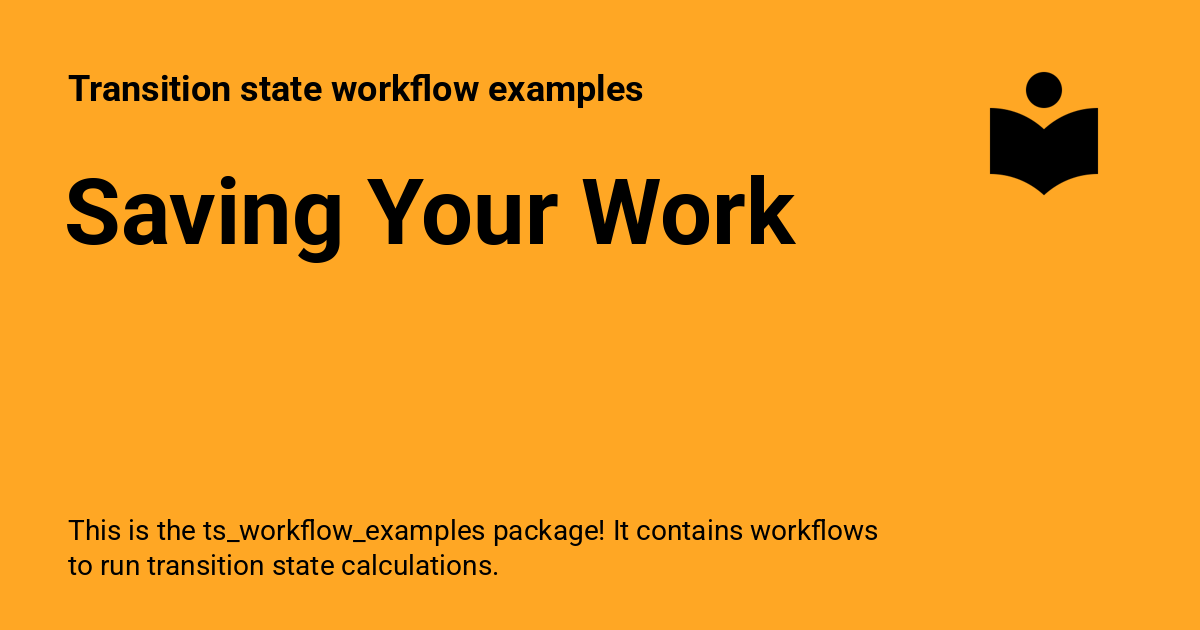 Transition state workflow examples
Saving Your Work
This is the ts_workflow_examples package! It contains workflows
to run transition state calculations.